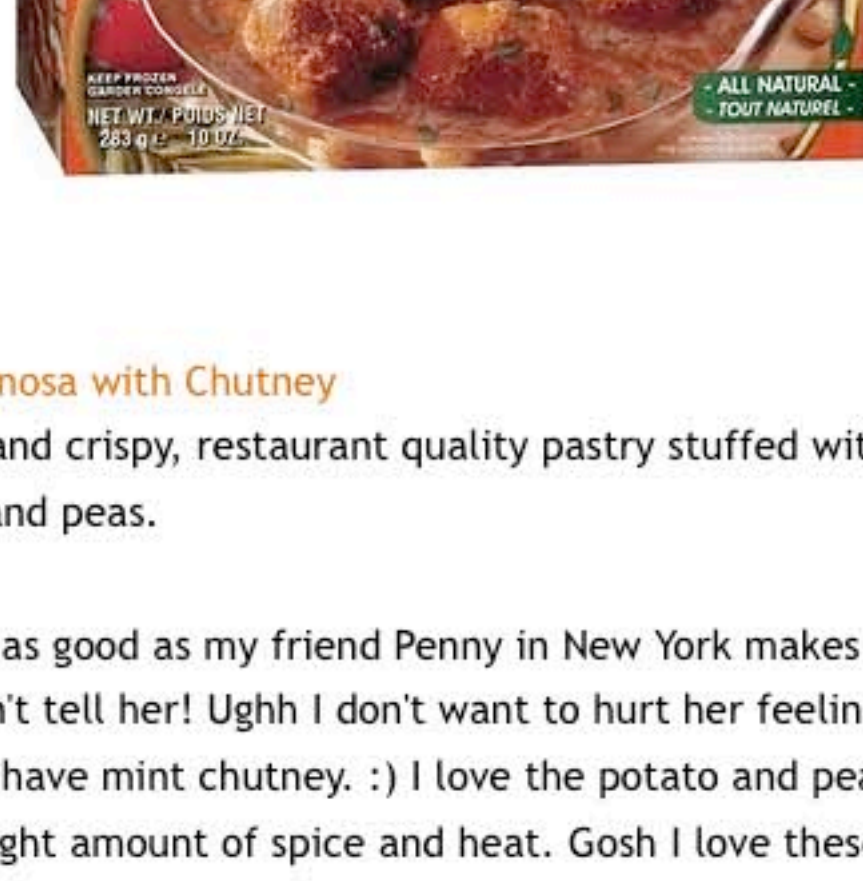 KEEP FROZEN
GARDER CONGELÉ
NET WT./ POIDS NET
283 g e 10 OZ.
- ALL NATURAL -
- TOUT NATUREL -
nosa with Chutney
and crispy, restaurant quality pastry stuffed wit
and peas.
as good as my friend Penny in New York makes
n't tell her! Ughh I don't want to hurt her feelin
have mint chutney. :) I love the potato and pea
ght amount of spice and heat. Gosh I love these